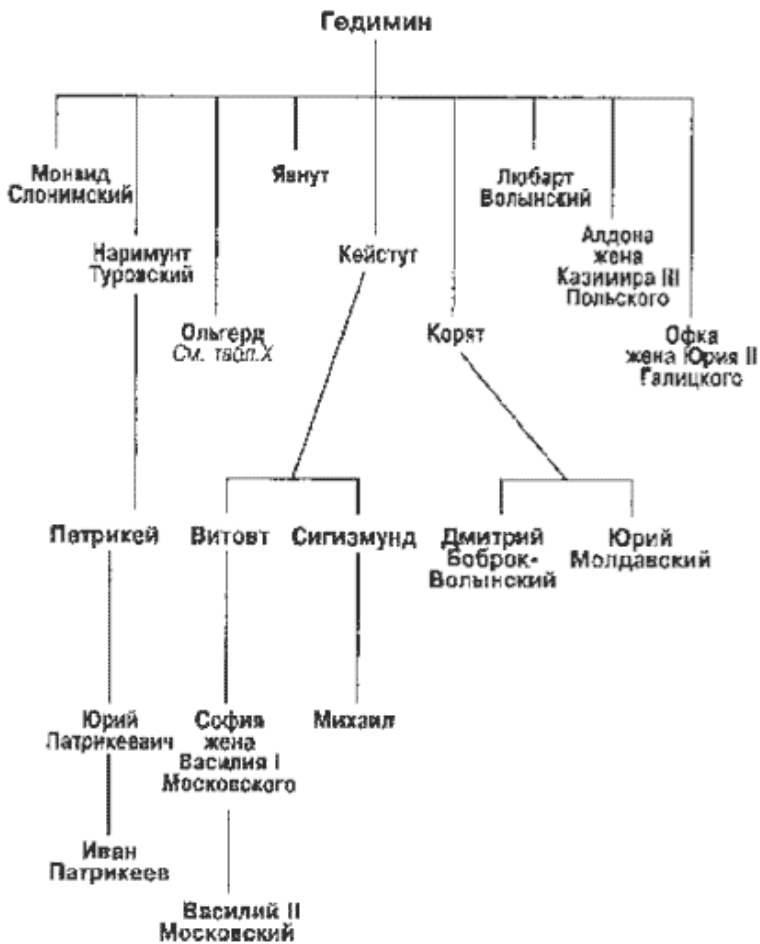 Гедимин
Монвид
Слонимский
Наримунт
Туровский
Ольгерд
См. табл.X
Явнут
Кейстут
Корят
Любарт
Волынский
Алдона
жена
Казимира III
Польского
Офка
жена Юрия II
Галицкого
Патрикей
Витовт
Сигизмунд
Дмитрий
Боброк-
Волынский
Юрий
Молдавский
Юрий
Патрикеваич
София
жена
Василия I
Московского
Михаил
Иван
Патрикеев
Василий II
Московский